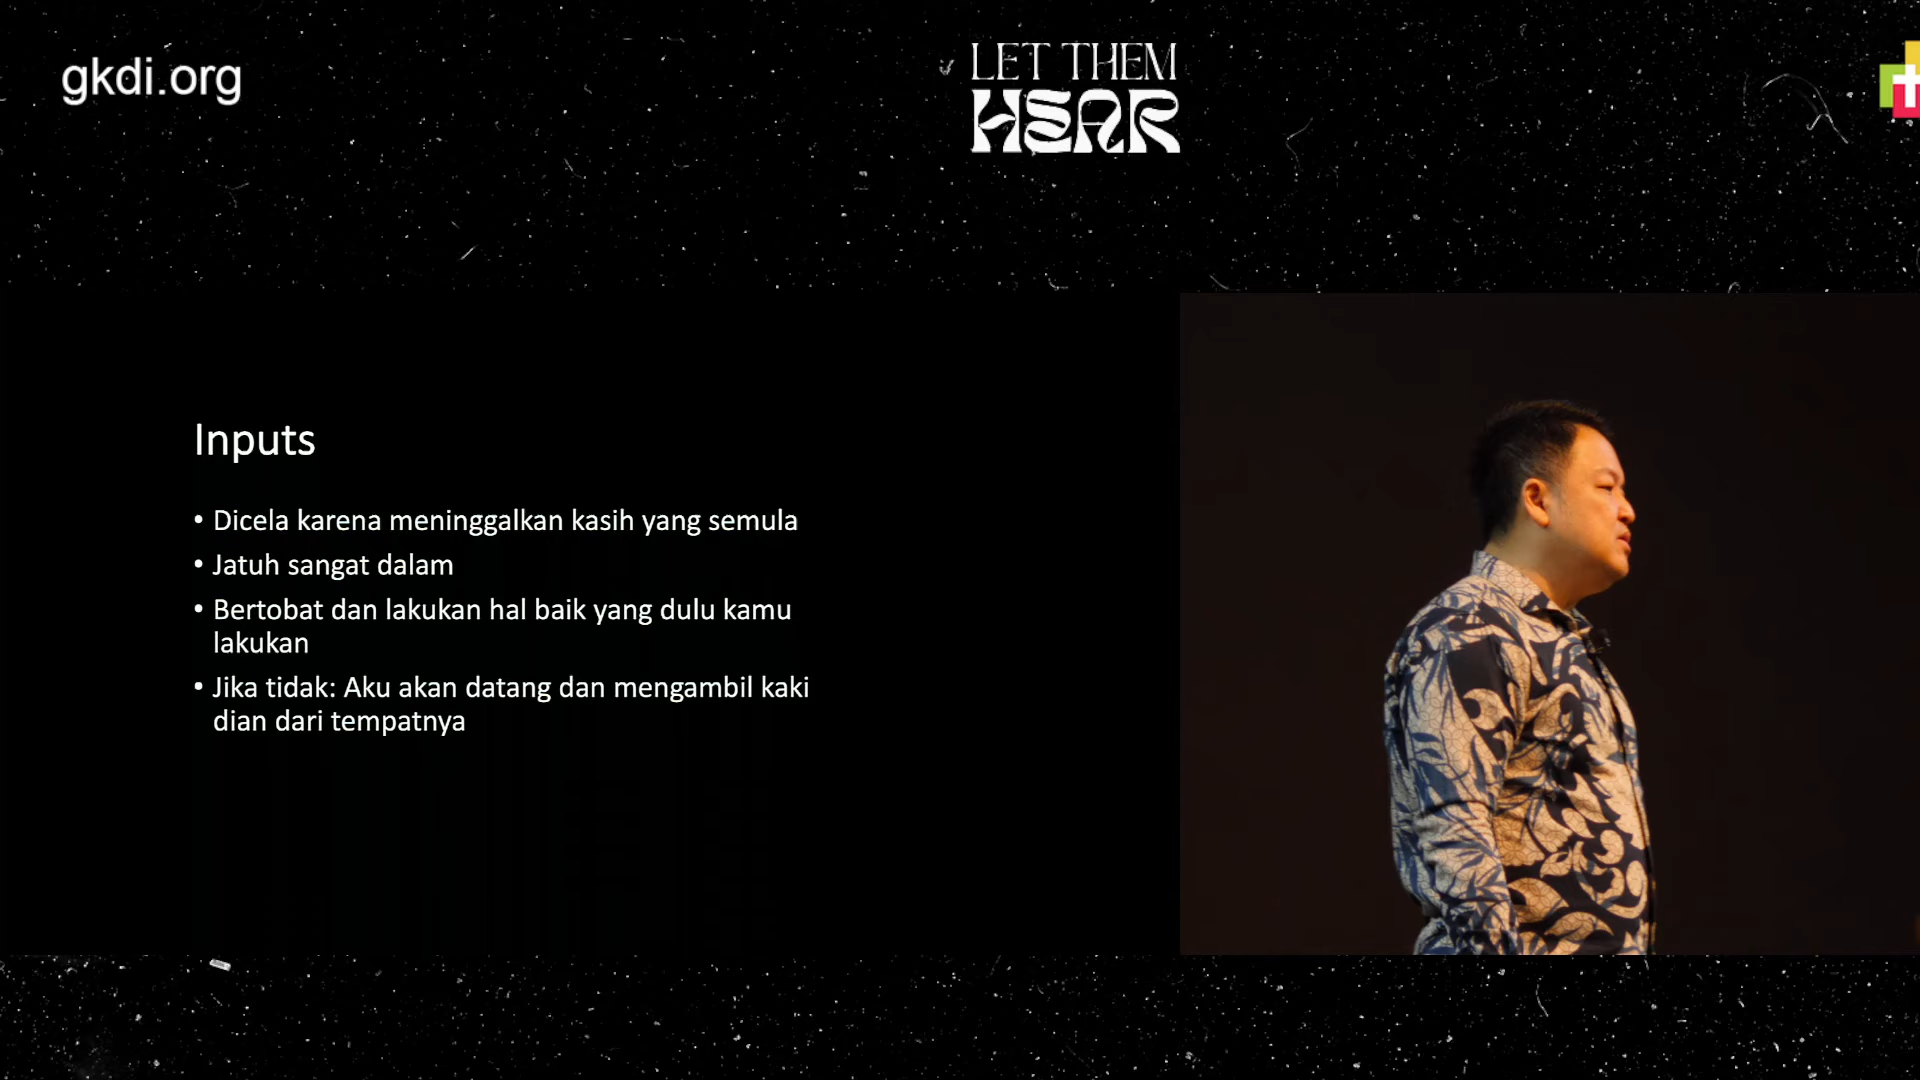 gkdi.org
LET THEM
HEAR
Inputs
• Dicela karena meninggalkan kasih yang semula
• Jatuh sangat dalam
• Bertobat dan lakukan hal baik yang dulu kamu
lakukan
• Jika tidak: Aku akan datang dan mengambil kaki
dian dari tempatnya